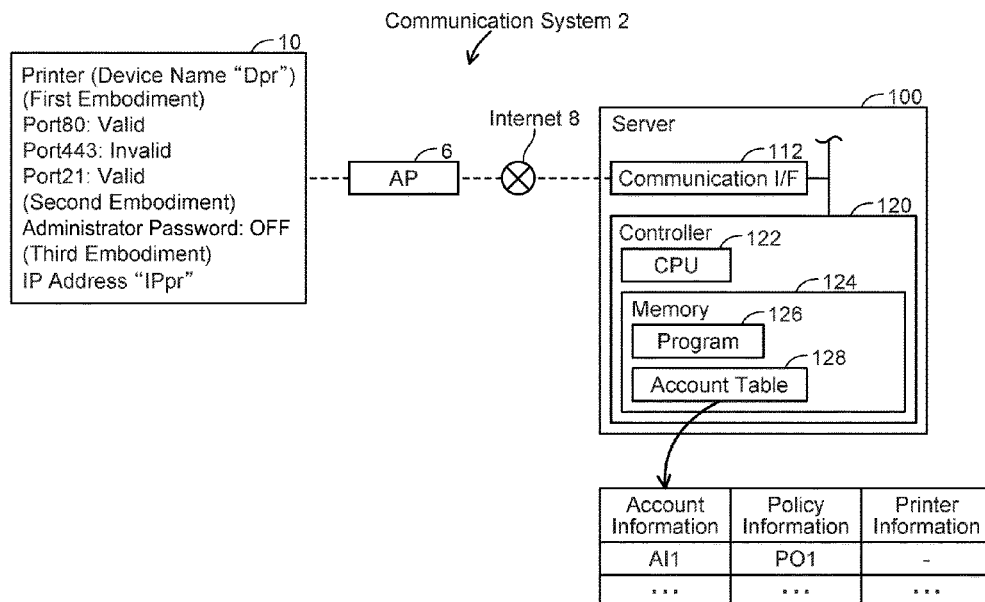 Communication System 2
10
Printer (Device Name “Dpr”)
(First Embodiment)
Port80: Valid
Port443: Invalid
Port21: Valid
(Second Embodiment)
Administrator Password: OFF
(Third Embodiment)
IP Address “IPpr”
6
AP
Internet 8
100
Server
112
Communication I/F
120
Controller
122
CPU
124
Memory
126
Program
128
Account Table
Account Information Policy Information Printer Information
AI1 PO1 -
... ... ...